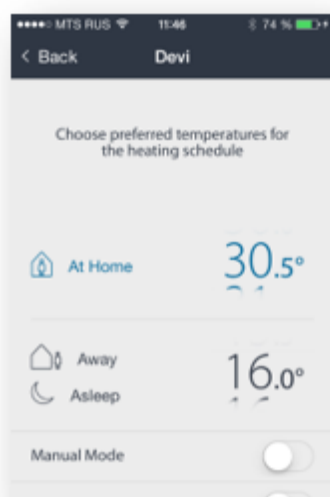 MTS RUS 11:46 74 %
Back Devi
Choose preferred temperatures for
the heating schedule
At Home 30.5°
Away
16.0°
Asleep
Manual Mode